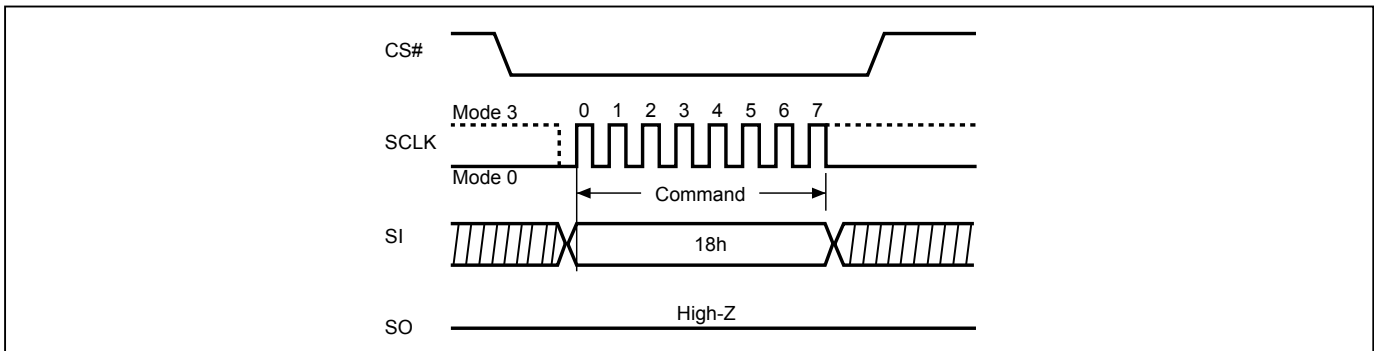 CS#
Mode 3
0 1 2 3 4 5 6 7
SCLK
Mode 0
Command
SI
18h
High-Z
SO